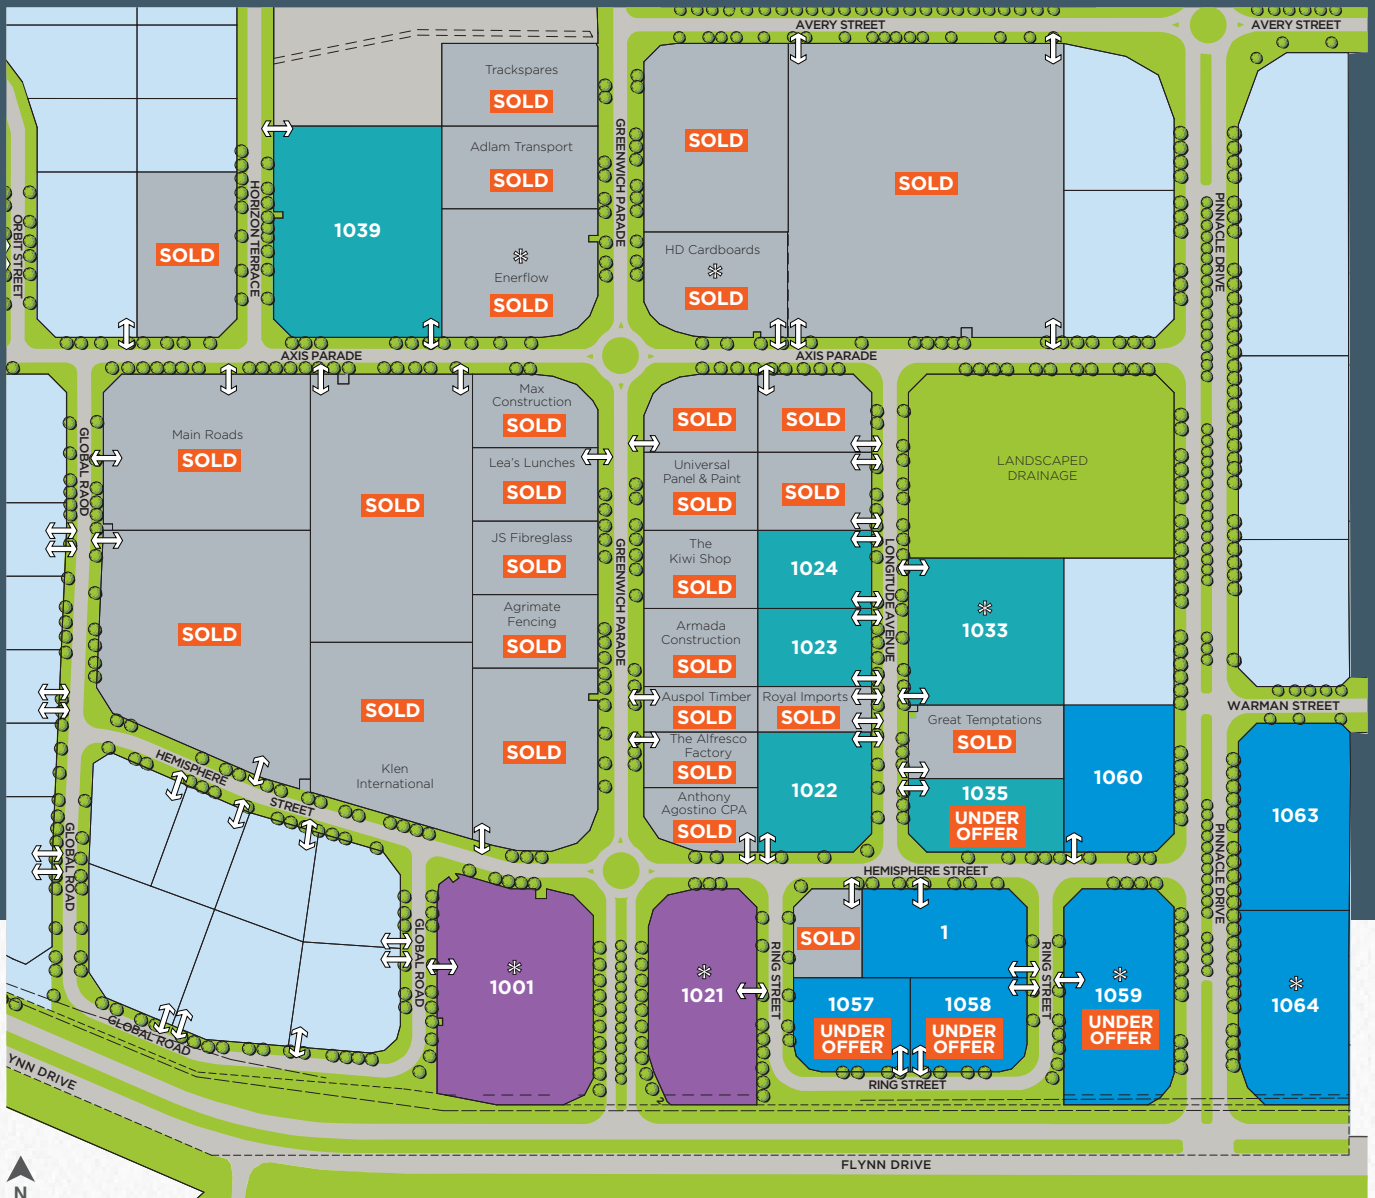 AVERY STREET
AVERY STREET
Trackspares
SOLD
Adlam Transport
SOLD
*
Enerflow
SOLD
1039
SOLD
ORBIT STREET
HORIZON TERRACE
GREENWICH PARADE
SOLD
SOLD
HD Cardboards
*
SOLD
PINNACLE DRIVE
AXIS PARADE
AXIS PARADE
GLOBAL RAOD
Main Roads
SOLD
SOLD
SOLD
SOLD
Klen
International
Max
Construction
SOLD
Lea's Lunches
SOLD
JS Fibreglass
SOLD
Agrimate
Fencing
SOLD
SOLD
GREENWICH PARADE
SOLD
SOLD
Universal
Panel & Paint
SOLD
SOLD
The
Kiwi Shop
SOLD
1024
Armada
Construction
SOLD
1023
Auspol Timber
SOLD
Royal Imports
SOLD
The Alfresco
Factory
SOLD
Anthony
Agostino CPA
SOLD
1022
LONGITUDE AVENUE
LANDSCAPED
DRAINAGE
*
1033
Great Temptations
SOLD
1035
UNDER
OFFER
1060
WARMAN STREET
1063
*
1064
PINNACLE DRIVE
HEMISPHERE
STREET
HEMISPHERE STREET
GLOBAL ROAD
GLOBAL ROAD
GLOBAL ROAD
*
1001
*
1021
RING STREET
SOLD
1
1057
UNDER
OFFER
1058
UNDER
OFFER
RING STREET
RING STREET
*
1059
UNDER
OFFER
YNN DRIVE
FLYNN DRIVE
N